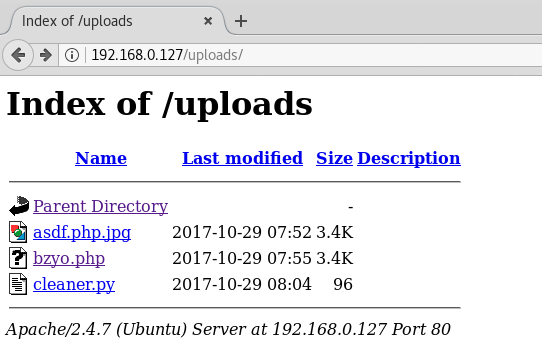 Index of /uploads
192.168.0.127/uploads/
Index of /uploads
Name Last modified Size Description
Parent Directory -
asdf.php.jpg 2017-10-29 07:52 3.4K
bzyo.php 2017-10-29 07:55 3.4K
cleaner.py 2017-10-29 08:04 96
Apache/2.4.7 (Ubuntu) Server at 192.168.0.127 Port 80